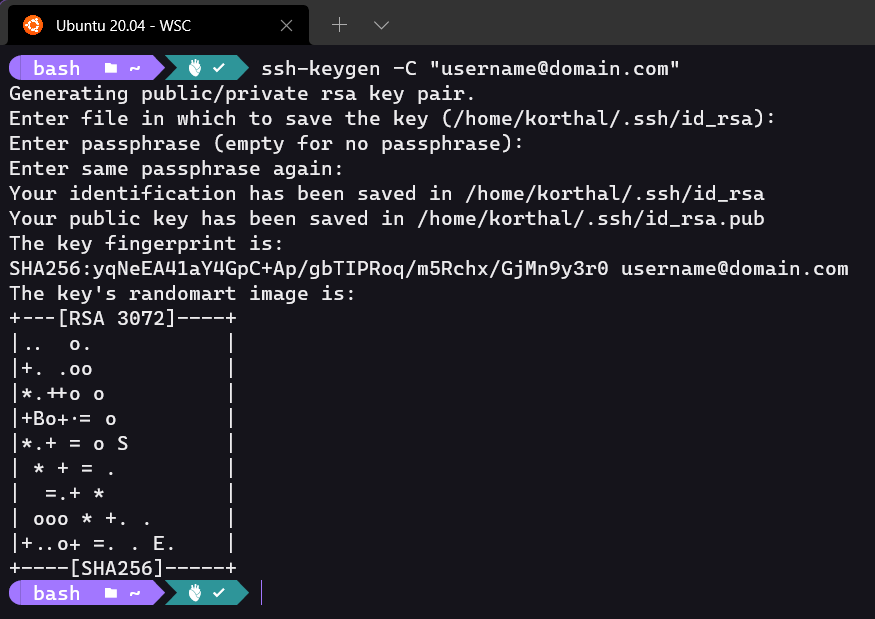 Ubuntu 20.04 - WSC
bash ~ ssh-keygen -C "username@domain.com"
Generating public/private rsa key pair.
Enter file in which to save the key (/home/korthal/.ssh/id_rsa):
Enter passphrase (empty for no passphrase):
Enter same passphrase again:
Your identification has been saved in /home/korthal/.ssh/id_rsa
Your public key has been saved in /home/korthal/.ssh/id_rsa.pub
The key fingerprint is:
SHA256:yqNeEA41aY4GpC+Ap/gbTIPRoq/m5Rchx/GjMn9y3r0 username@domain.com
The key's randomart image is:
+---[RSA 3072]----+
|..  o.           |
|+. .oo           |
|*.++o o          |
|+Bo+·= o         |
|*.+ = o S        |
| * + = .         |
|  =.+ *          |
| ooo * +. .      |
|+..o+ =. . E.    |
+----[SHA256]-----+
bash ~